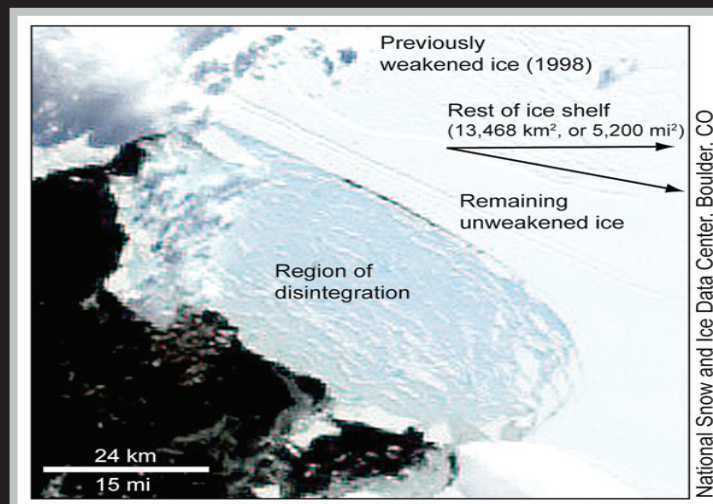 Previously
weakened ice (1998)
Rest of ice shelf
(13,468 km², or 5,200 mi²)
Remaining
unweakened ice
Region of
disintegration
24 km
15 mi
National Snow and Ice Data Center, Boulder, CO